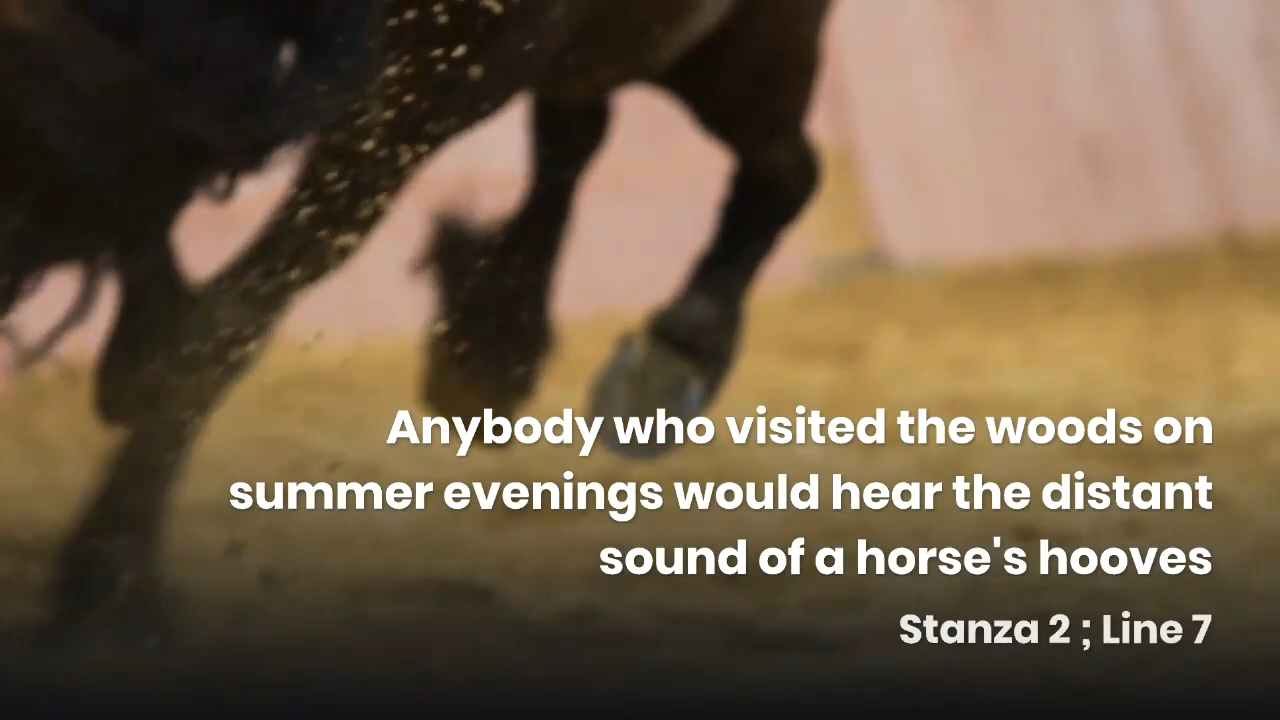 Anybody who visited the woods on
summer evenings would hear the distant
sound of a horse's hooves
Stanza 2 ; Line 7